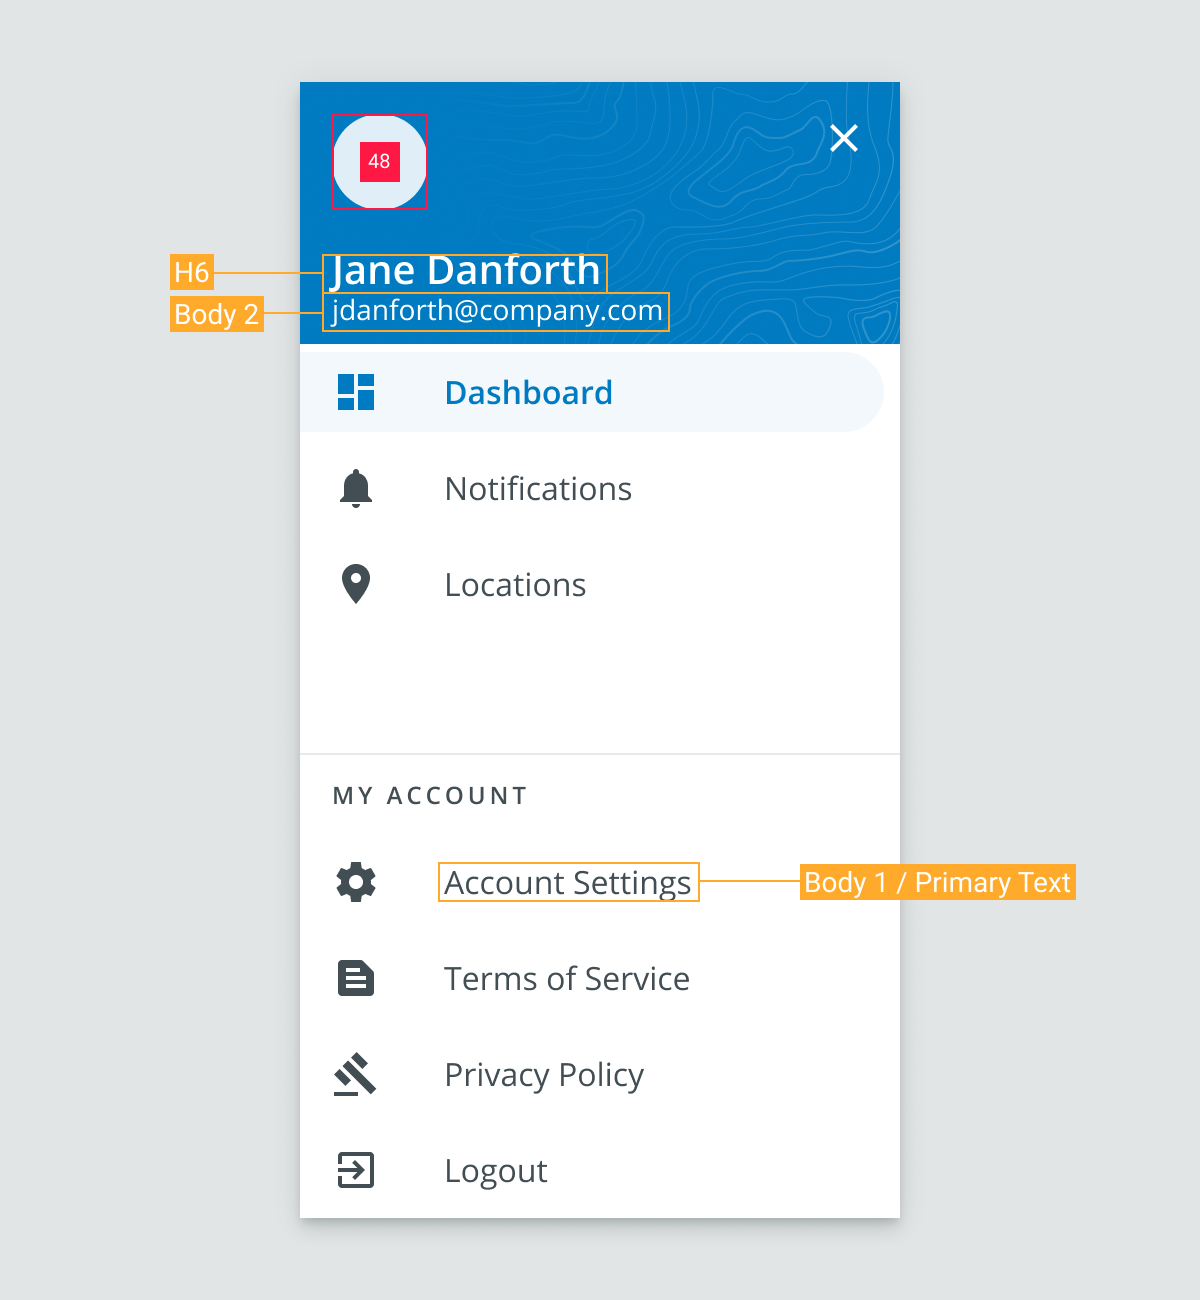 48
H6
Jane Danforth
Body 2
jdanforth@company.com
Dashboard
Notifications
Locations
MY ACCOUNT
Account Settings
Body 1 / Primary Text
Terms of Service
Privacy Policy
Logout